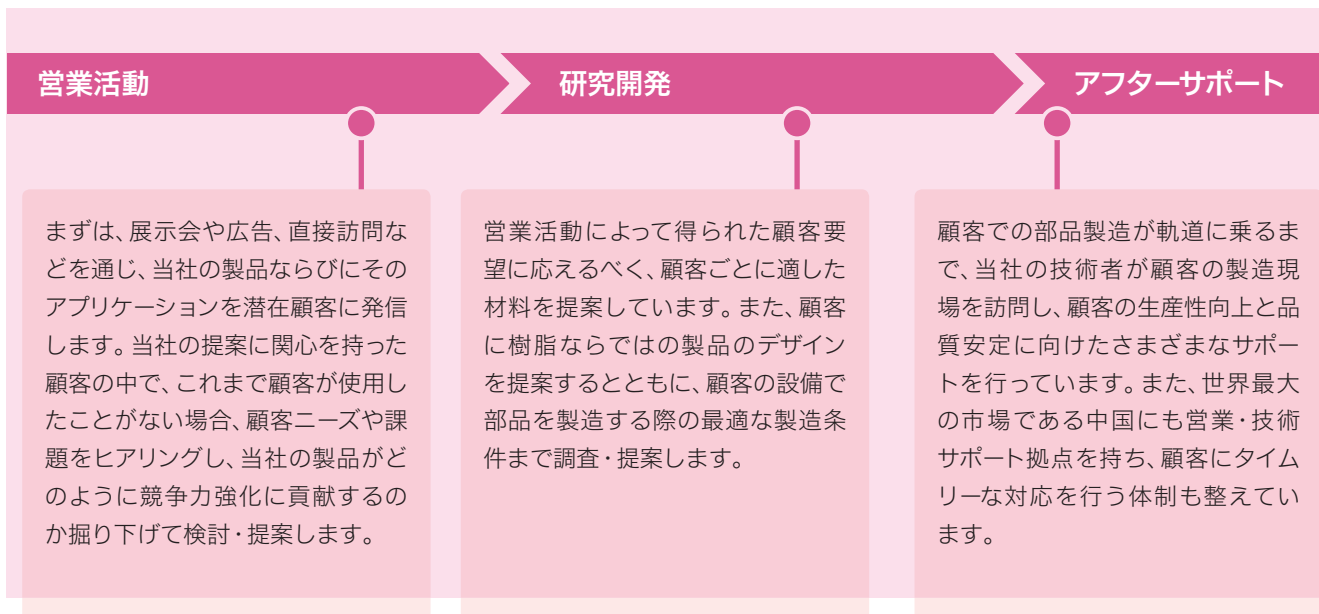 営業活動
研究開発
アフターサポート
まずは、展示会や広告、直接訪問な
どを通じ、当社の製品ならびにその
アプリケーションを潜在顧客に発信
します。当社の提案に関心を持った
顧客の中で、これまで顧客が使用し
たことがない場合、顧客ニーズや課
題をヒアリングし、当社の製品がど
のように競争力強化に貢献するの
か掘り下げて検討・提案します。
営業活動によって得られた顧客要
望に応えるべく、顧客ごとに適した
材料を提案しています。また、顧客
に樹脂ならではの製品のデザイン
を提案するとともに、顧客の設備で
部品を製造する際の最適な製造条
件まで調査・提案します。
顧客での部品製造が軌道に乗るま
で、当社の技術者が顧客の製造現
場を訪問し、顧客の生産性向上と品
質安定に向けたさまざまなサポー
トを行っています。また、世界最大
の市場である中国にも営業・技術
サポート拠点を持ち、顧客にタイム
リーな対応を行う体制も整えてい
ます。